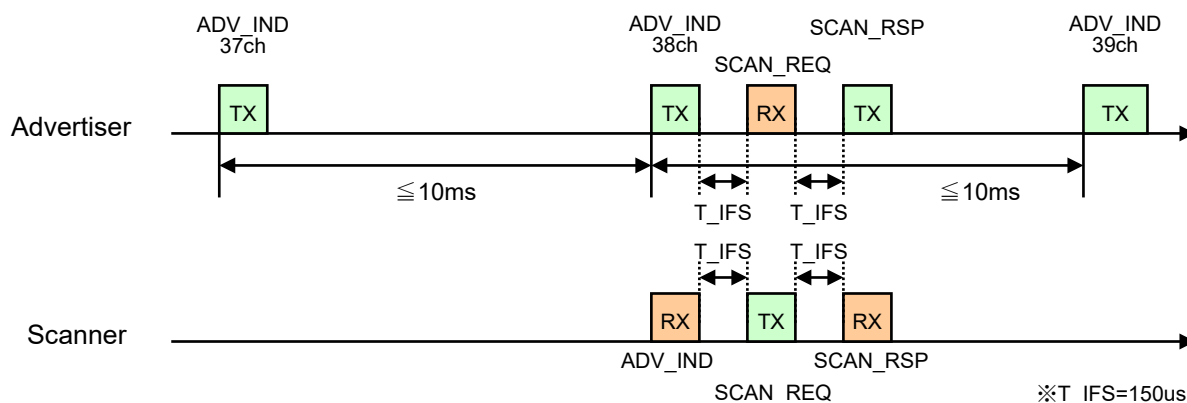 ADV_IND
37ch
ADV_IND
38ch
SCAN_RSP
ADV_IND
39ch
SCAN_REQ
TX
TX
RX
TX
TX
Advertiser
≦10ms
≦10ms
T_IFS
T_IFS
T_IFS
T_IFS
RX
TX
RX
Scanner
ADV_IND
SCAN_RSP
SCAN_REQ
※T_IFS=150us